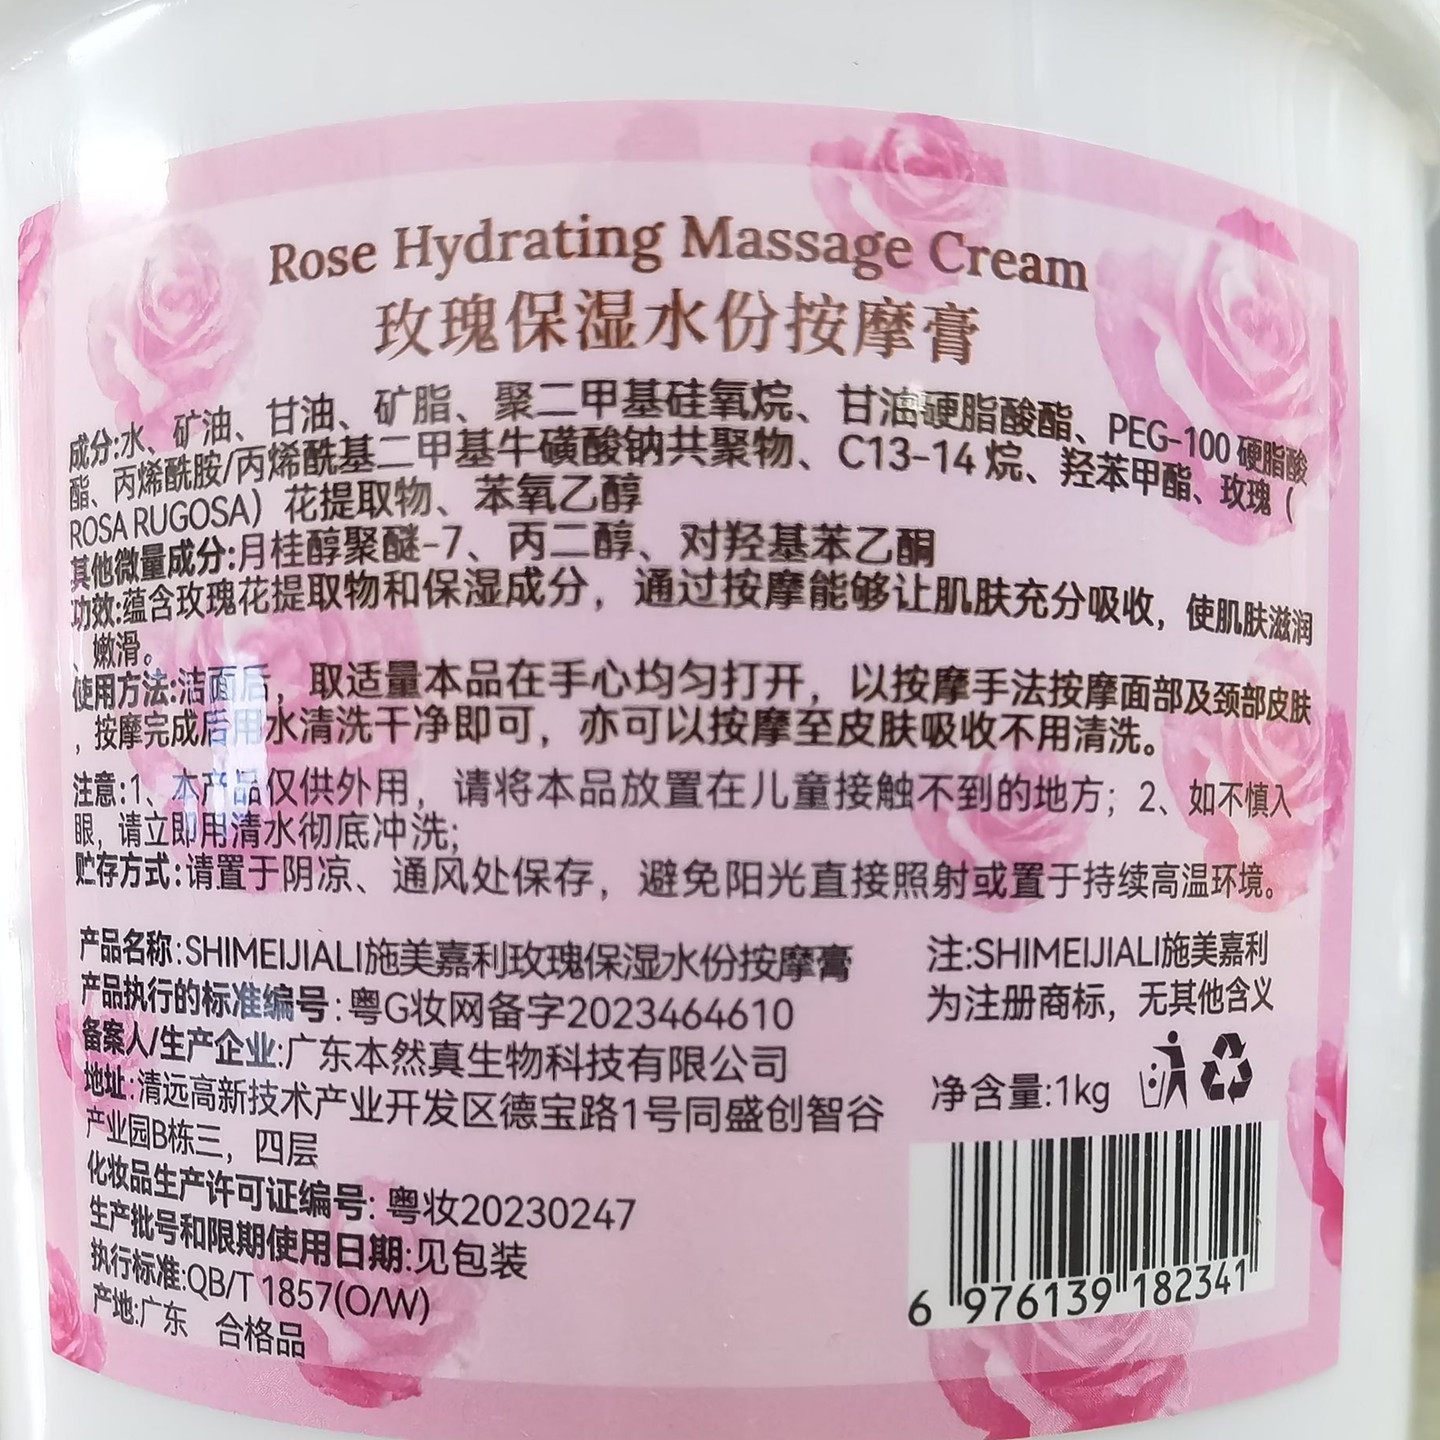 Rose Hydrating Massage Cream
玫瑰保湿水份按摩膏
成分:水、矿油、甘油、矿脂、聚二甲基硅氧烷、甘油硬脂酸酯、PEG-100 硬脂酸
酯、丙烯酰胺/丙烯酰基二甲基牛磺酸钠共聚物、C13-14 烷、羟苯甲酯、玫瑰（
ROSA RUGOSA）花提取物、苯氧乙醇
其他微量成分:月桂醇聚醚-7、丙二醇、对羟基苯乙酮
功效:蕴含玫瑰花提取物和保湿成分，通过按摩能够让肌肤充分吸收，使肌肤滋润
、嫩滑。
使用方法:洁面后，取适量本品在手心均匀打开，以按摩手法按摩面部及颈部皮肤
，按摩完成后用水清洗干净即可，亦可以按摩至皮肤吸收不用清洗。
注意:1、本产品仅供外用，请将本品放置在儿童接触不到的地方；2、如不慎入
眼，请立即用清水彻底冲洗;
贮存方式:请置于阴凉、通风处保存，避免阳光直接照射或置于持续高温环境。
产品名称:SHIMEIJIALI施美嘉利玫瑰保湿水份按摩膏
产品执行的标准编号:粤G妆网备字2023464610
备案人/生产企业:广东本然真生物科技有限公司
地址:清远高新技术产业开发区德宝路1号同盛创智谷
产业园B栋三，四层
化妆品生产许可证编号: 粤妆20230247
生产批号和限期使用日期:见包装
执行标准:QB/T 1857(O/W)
产地:广东 合格品
注:SHIMEIJIALI施美嘉利
为注册商标，无其他含义
净含量:1kg
6 976139 182341